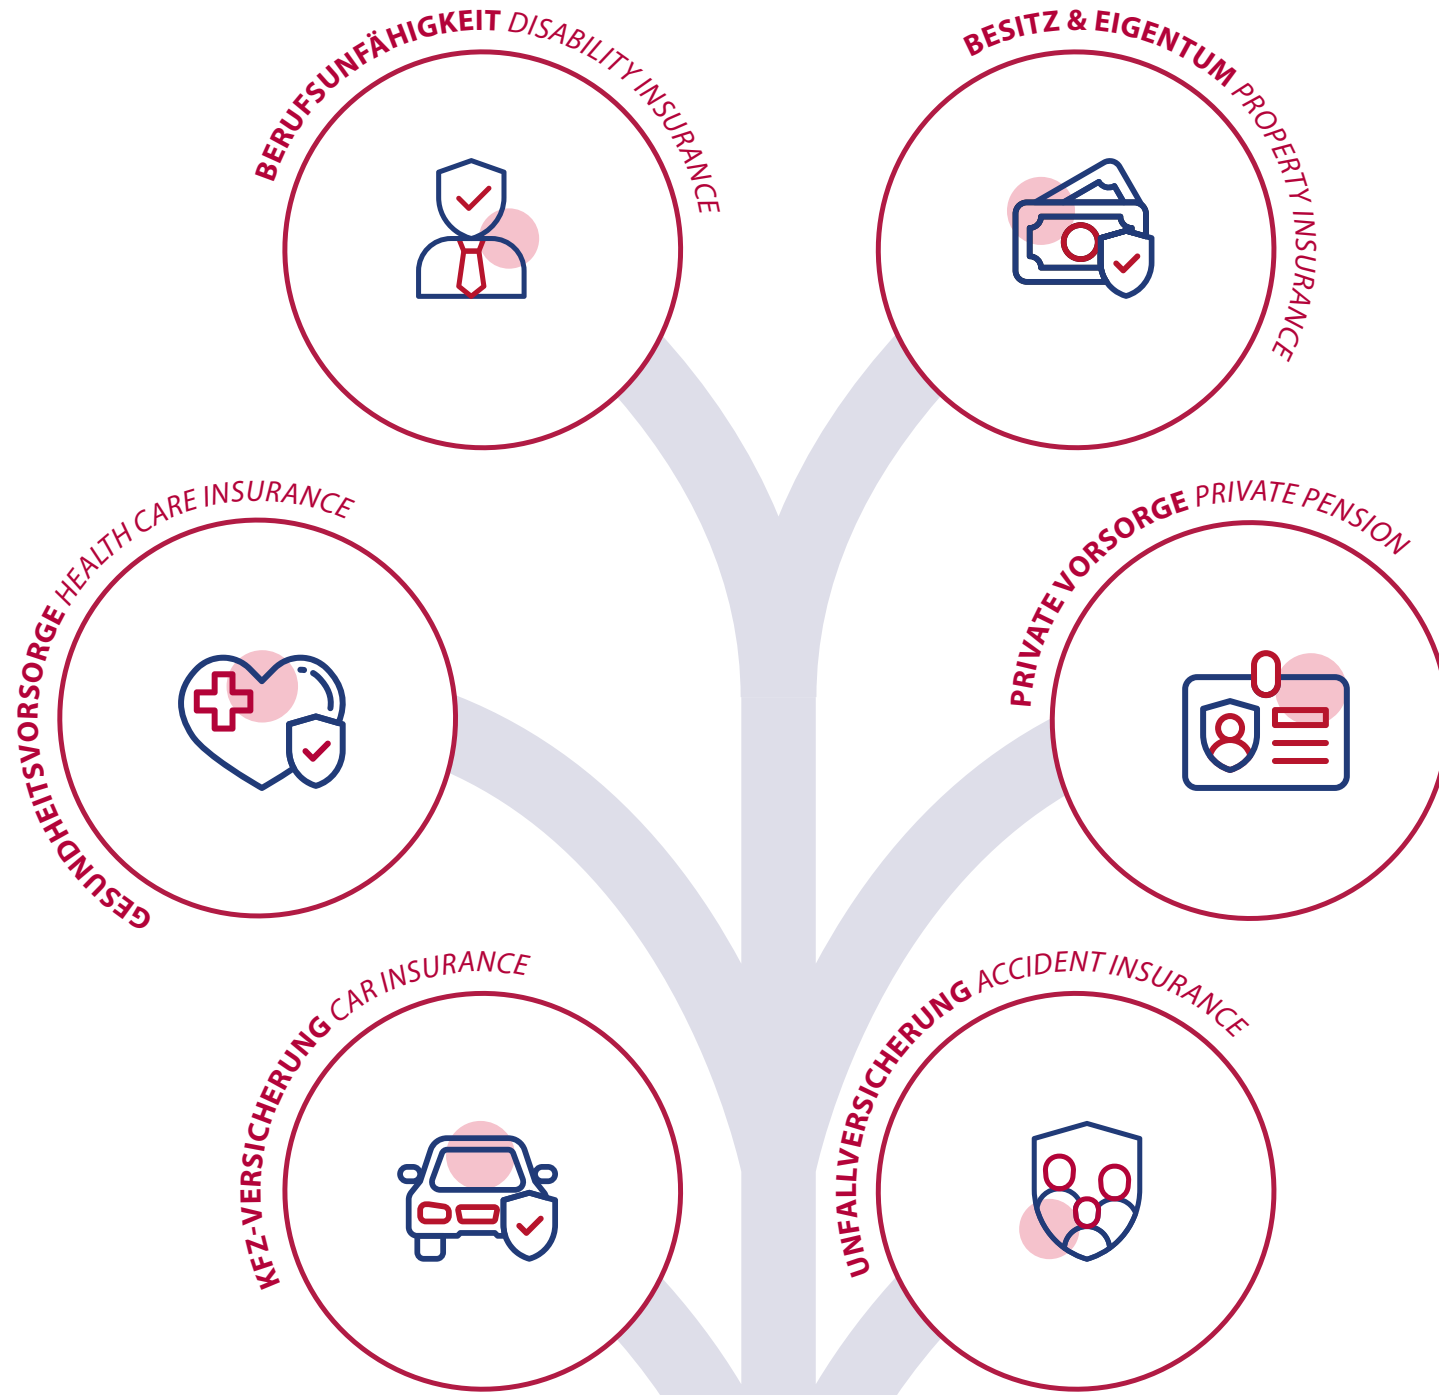 BERUFSUNFÄHIGKEIT DISABILITY INSURANCE
BESITZ & EIGENTUM PROPERTY INSURANCE
GESUNDHEITSVORSORGE HEALTH CARE INSURANCE
PRIVATE VORSORGE PRIVATE PENSION
KFZ-VERSICHERUNG CAR INSURANCE
UNFALLVERSICHERUNG ACCIDENT INSURANCE